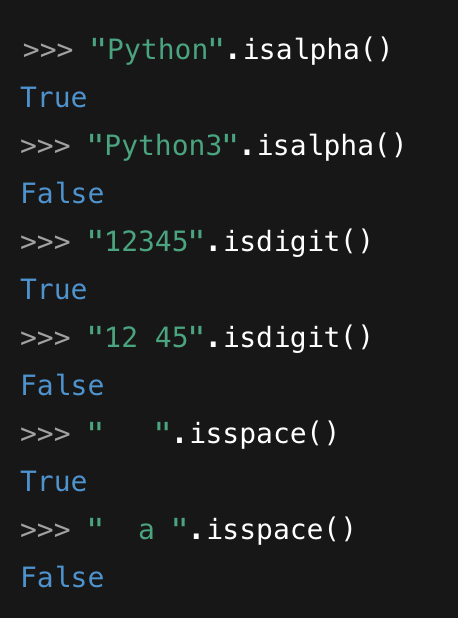 >>> "Python".isalpha()
True
>>> "Python3".isalpha()
False
>>> "12345".isdigit()
True
>>> "12 45".isdigit()
False
>>> "   ".isspace()
True
>>> "  a ".isspace()
False